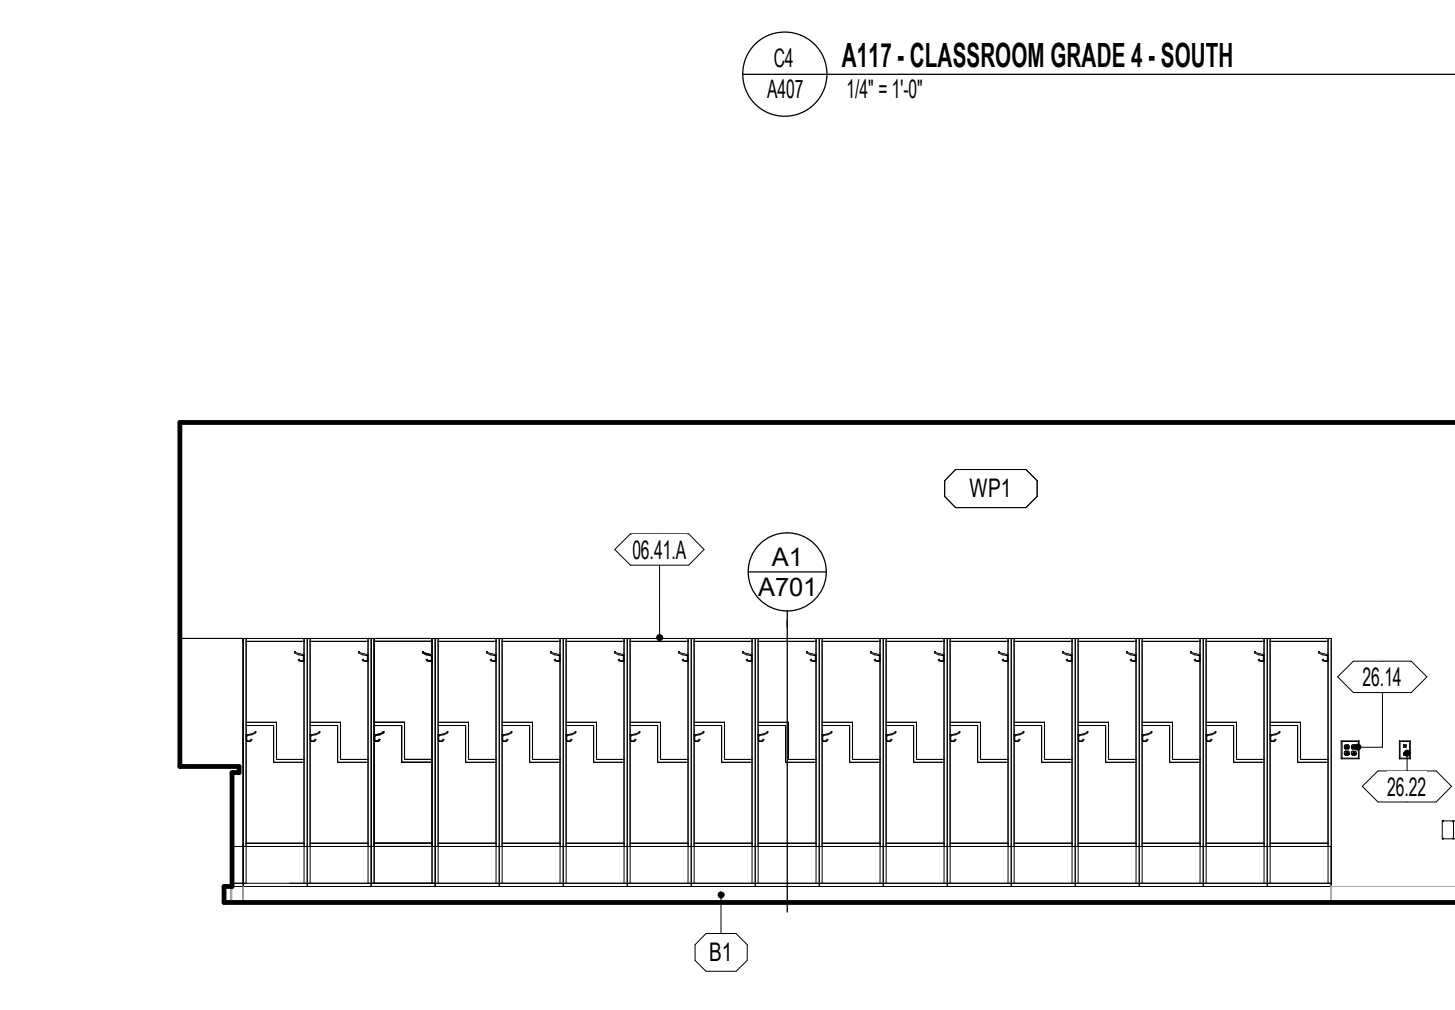 C4
A407
A117 - CLASSROOM GRADE 4 - SOUTH
1/4" = 1'-0"
WP1
06.41.A
A1
A701
26.14
26.22
B1